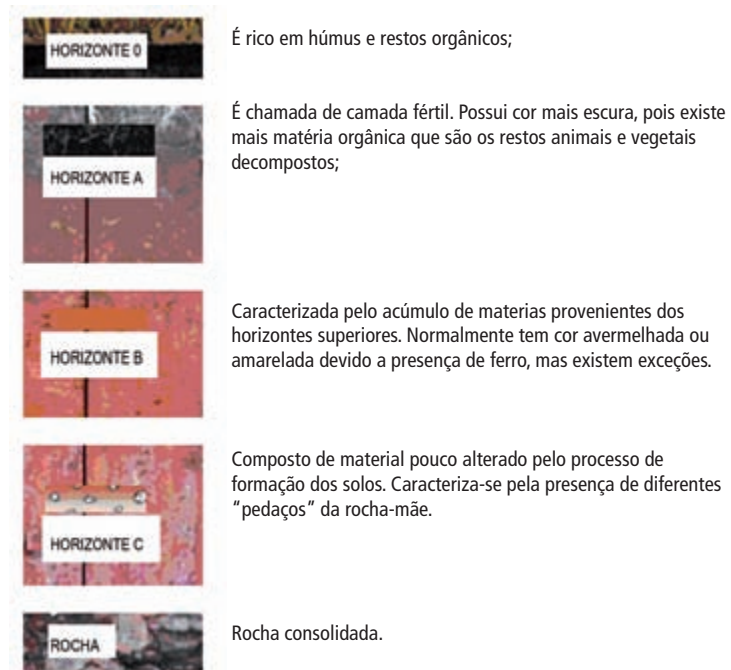 HORIZONTE 0
É rico em húmus e restos orgânicos;
É chamada de camada fértil. Possui cor mais escura, pois existe
mais matéria orgânica que são os restos animais e vegetais
decompostos;
HORIZONTE A
Caracterizada pelo acúmulo de materias provenientes dos
horizontes superiores. Normalmente tem cor avermelhada ou
amarelada devido a presença de ferro, mas existem exceções.
HORIZONTE B
Composto de material pouco alterado pelo processo de
formação dos solos. Caracteriza-se pela presença de diferentes
“pedaços” da rocha-mãe.
HORIZONTE C
ROCHA
Rocha consolidada.